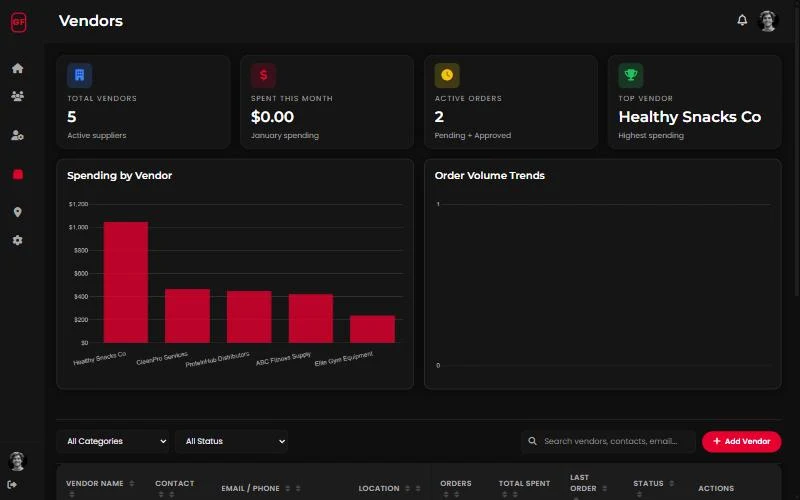 GF
Vendors
TOTAL VENDORS
5
Active suppliers
SPENT THIS MONTH
$0.00
January spending
ACTIVE ORDERS
2
Pending + Approved
TOP VENDOR
Healthy Snacks Co
Highest spending
Spending by Vendor
$1,200
$1,000
$800
$600
$400
$200
$0
Healthy Snacks Co
CleanPro Services
ProteinHub Distributors
ABC Fitness Supply
Elite Gym Equipment
Order Volume Trends
1
0
All Categories
All Status
Search vendors, contacts, email...
+ Add Vendor
VENDOR NAME
CONTACT
EMAIL / PHONE
LOCATION
ORDERS
TOTAL SPENT
LAST
ORDER
STATUS
ACTIONS